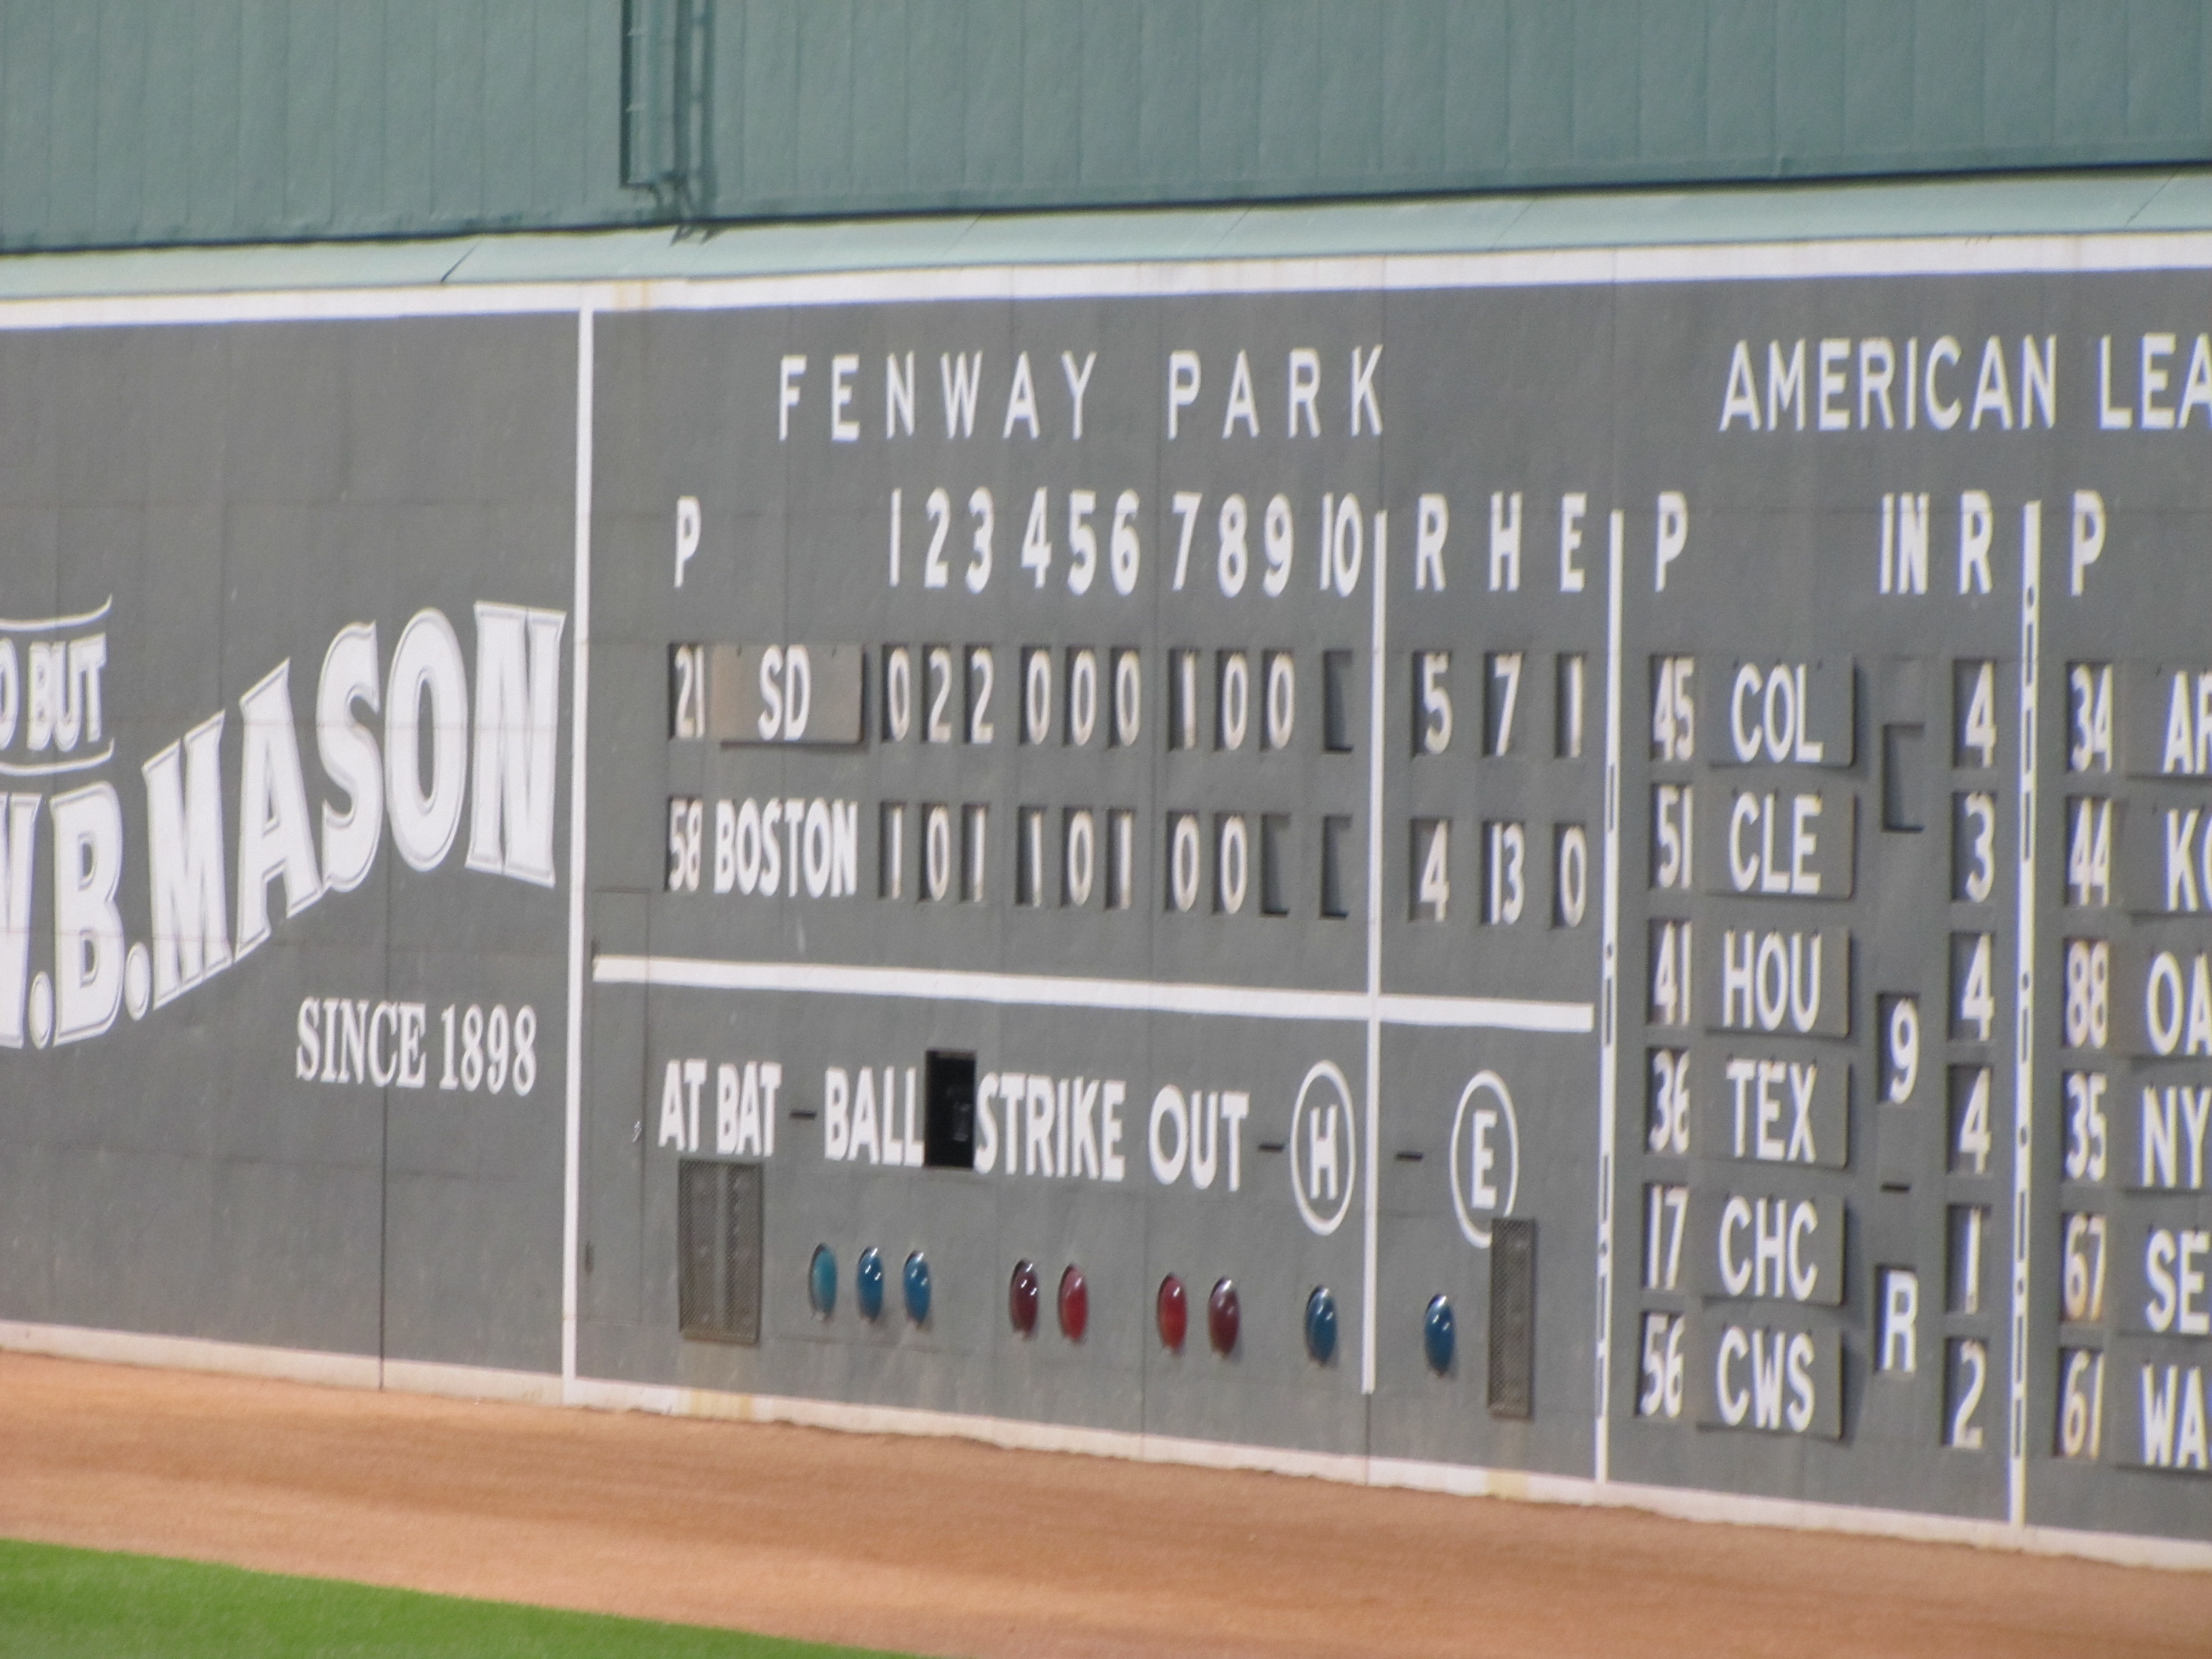 BUT
W.B.MASON
SINCE 1898
FENWAY PARK
P 1 2 3 4 5 6 7 8 9 10 R H E
21 SD 0 2 2 0 0 0 1 0 0 5 7 1
58 BOSTON 1 0 1 1 0 1 0 0 4 13 0
AT BAT - BALL STRIKE OUT - H - E
AMERICAN LEA
P IN R P
45 COL 4 34
51 CLE 3 44
41 HOU 9 4 88 OA
36 TEX 4 35 NY
17 CHC 1 67 SE
56 CWS R 2 61 WA